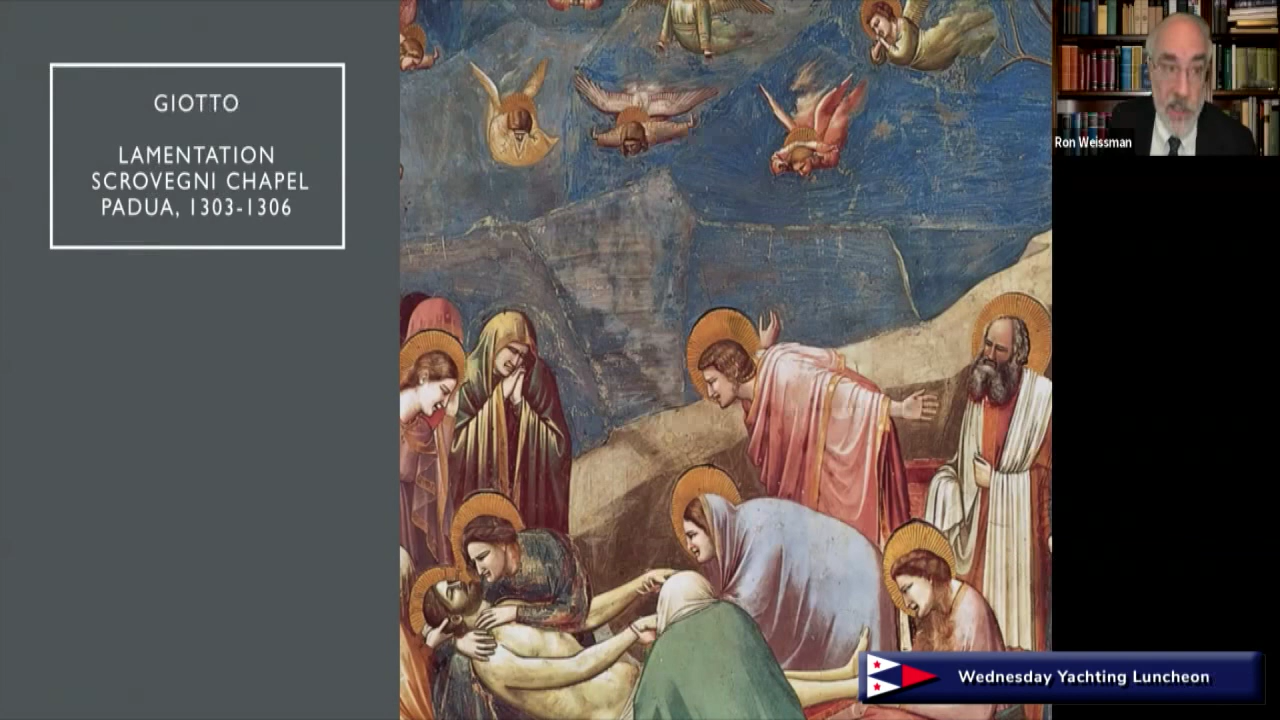 GIOTTO
LAMENTATION
SCROVEGNI CHAPEL
PADUA, 1303-1306
Ron Weissman
Wednesday Yachting Luncheon